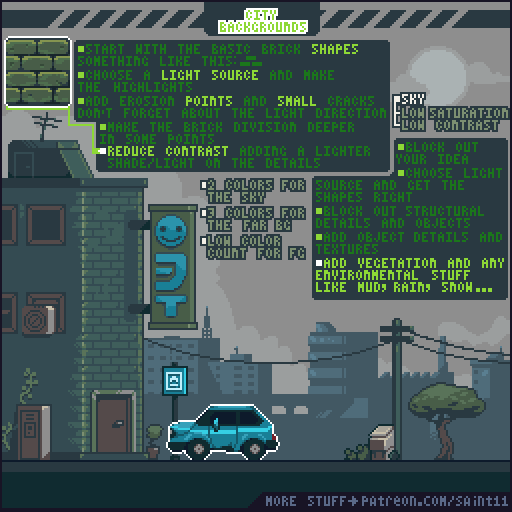 CITY
BACKGROUNDS
START WITH THE BASIC BRICK SHAPES
SOMETHING LIKE THIS:
CHOOSE A LIGHT SOURCE AND MAKE
THE HIGHLIGHTS
ADD EROSION POINTS AND SMALL CRACKS
DON'T FORGET ABOUT THE LIGHT DIRECTION
MAKE THE BRICK DIVISION DEEPER
IN SOME POINTS
REDUCE CONTRAST ADDING A LIGHTER
SHADE/LIGHT ON THE DETAILS
SKY
LOW SATURATION
LOW CONTRAST
2 COLORS FOR
THE SKY
3 COLORS FOR
THE FAR BG
LOW COLOR
COUNT FOR FG
BLOCK OUT
YOUR IDEA
CHOOSE LIGHT
SOURCE AND GET THE
SHAPES RIGHT
BLOCK OUT STRUCTURAL
DETAILS AND OBJECTS
ADD OBJECT DETAILS AND
TEXTURES
ADD VEGETATION AND ANY
ENVIRONMENTAL STUFF
LIKE MUD, RAIN, SNOW...
MORE STUFF→PATREON.COM/SAINT11